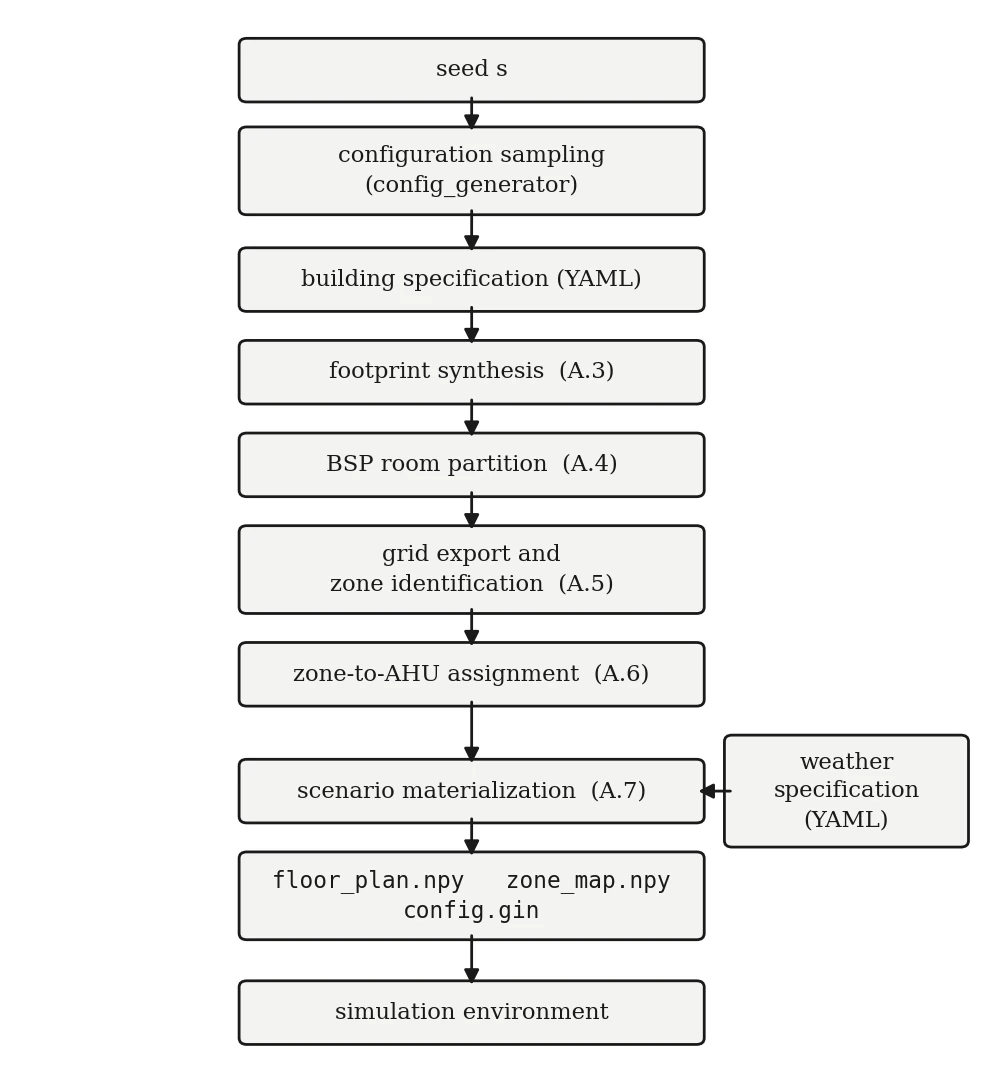 seed s
configuration sampling
(config_generator)
building specification (YAML)
footprint synthesis (A.3)
BSP room partition (A.4)
grid export and
zone identification (A.5)
zone-to-AHU assignment (A.6)
scenario materialization (A.7)
weather
specification
(YAML)
floor_plan.npy zone_map.npy
config.gin
simulation environment